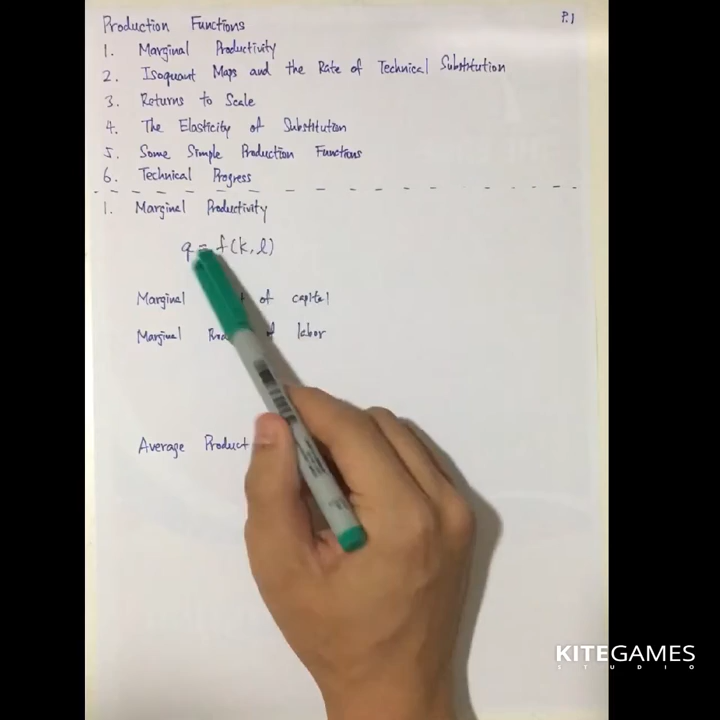 Production Functions
P.1
1. Marginal Productivity
2. Isoquant Maps and the Rate of Technical Substitution
3. Returns to Scale
4. The Elasticity of Substitution
5. Some Simple Production Functions
6. Technical Progress
1. Marginal Productivity
q = f(k, l)
Marginal of capital
Marginal labor
Average Product
KITEGAMES
STUDIO